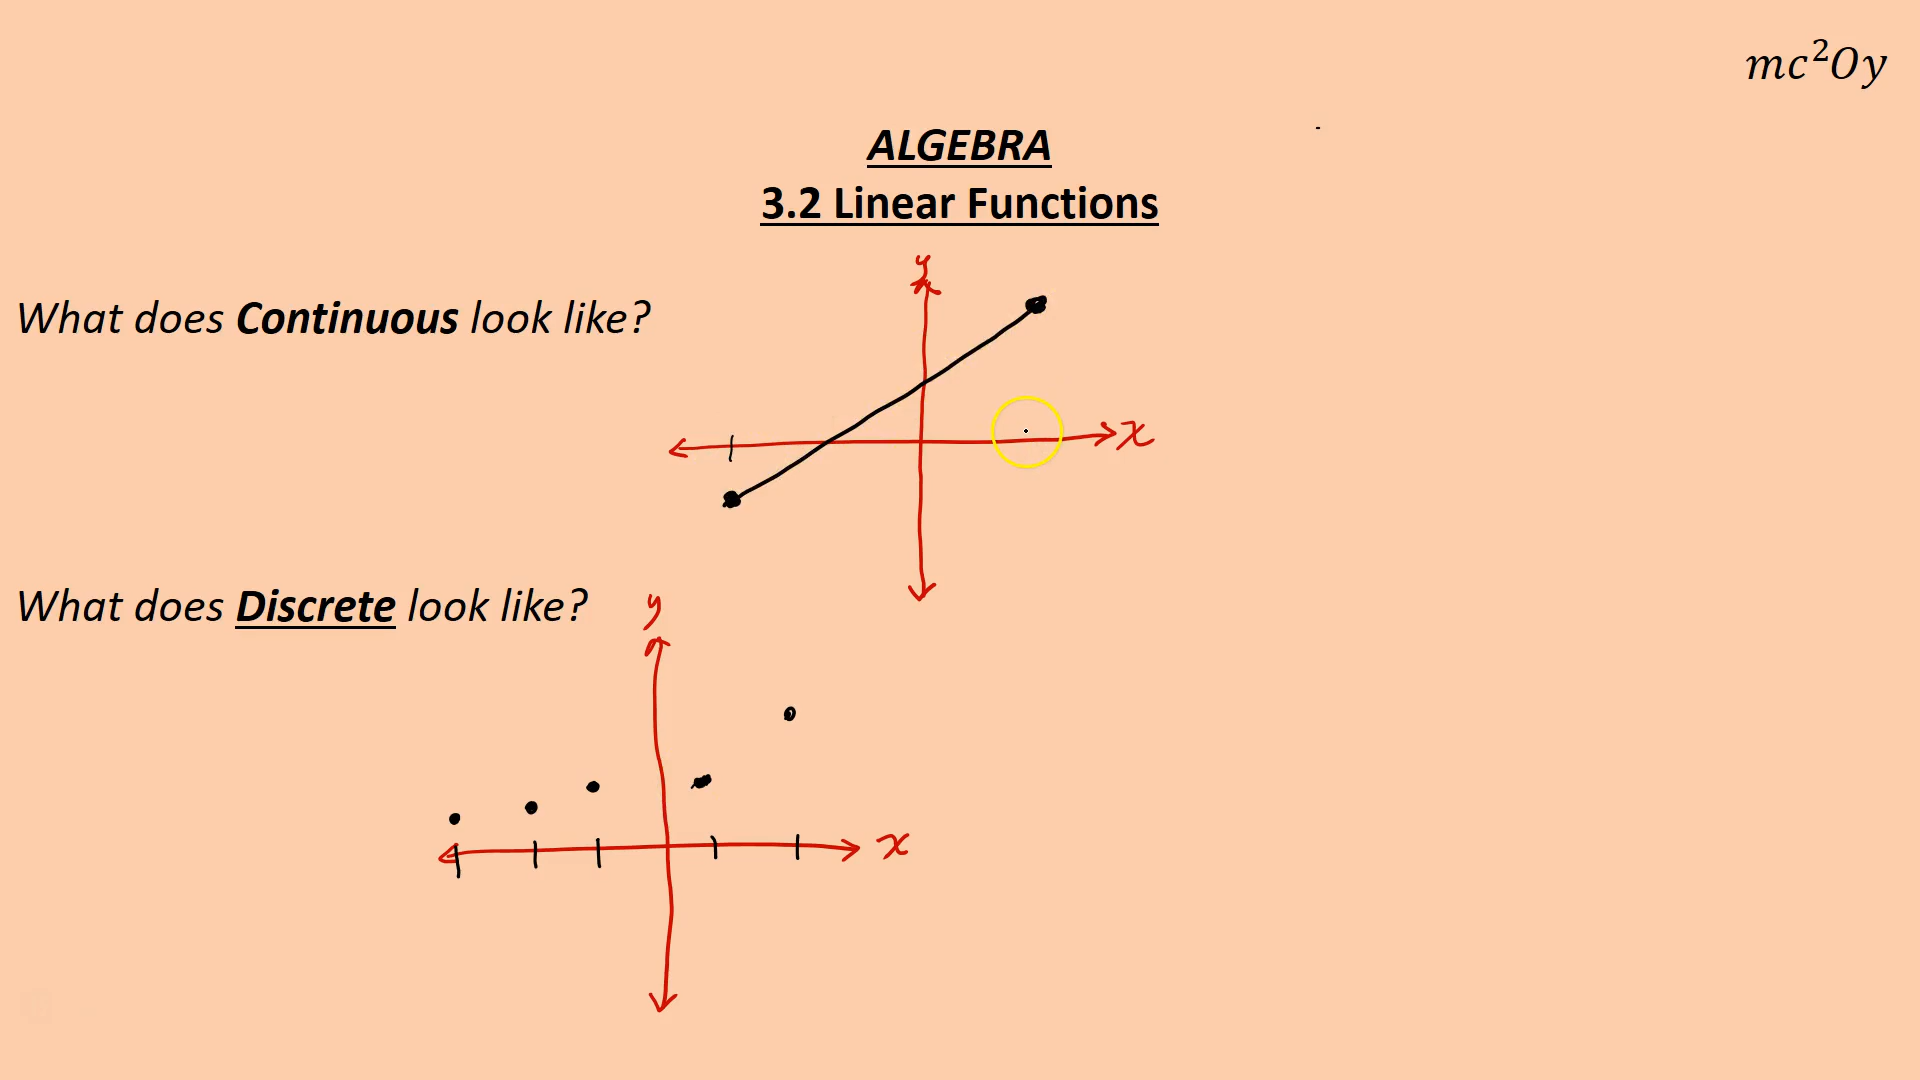 mc²Oy
ALGEBRA
3.2 Linear Functions
y
What does Continuous look like?
x
What does Discrete look like?
y
x